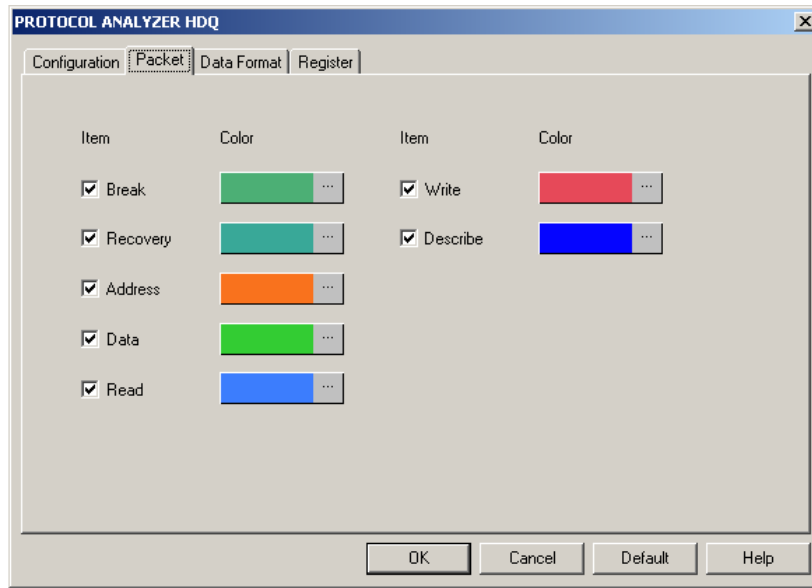 PROTOCOL ANALYZER HDQ
Configuration Packet Data Format Register
Item Color Item Color
Break ... Write ...
Recovery ... Describe ...
Address ...
Data ...
Read ...
OK Cancel Default Help